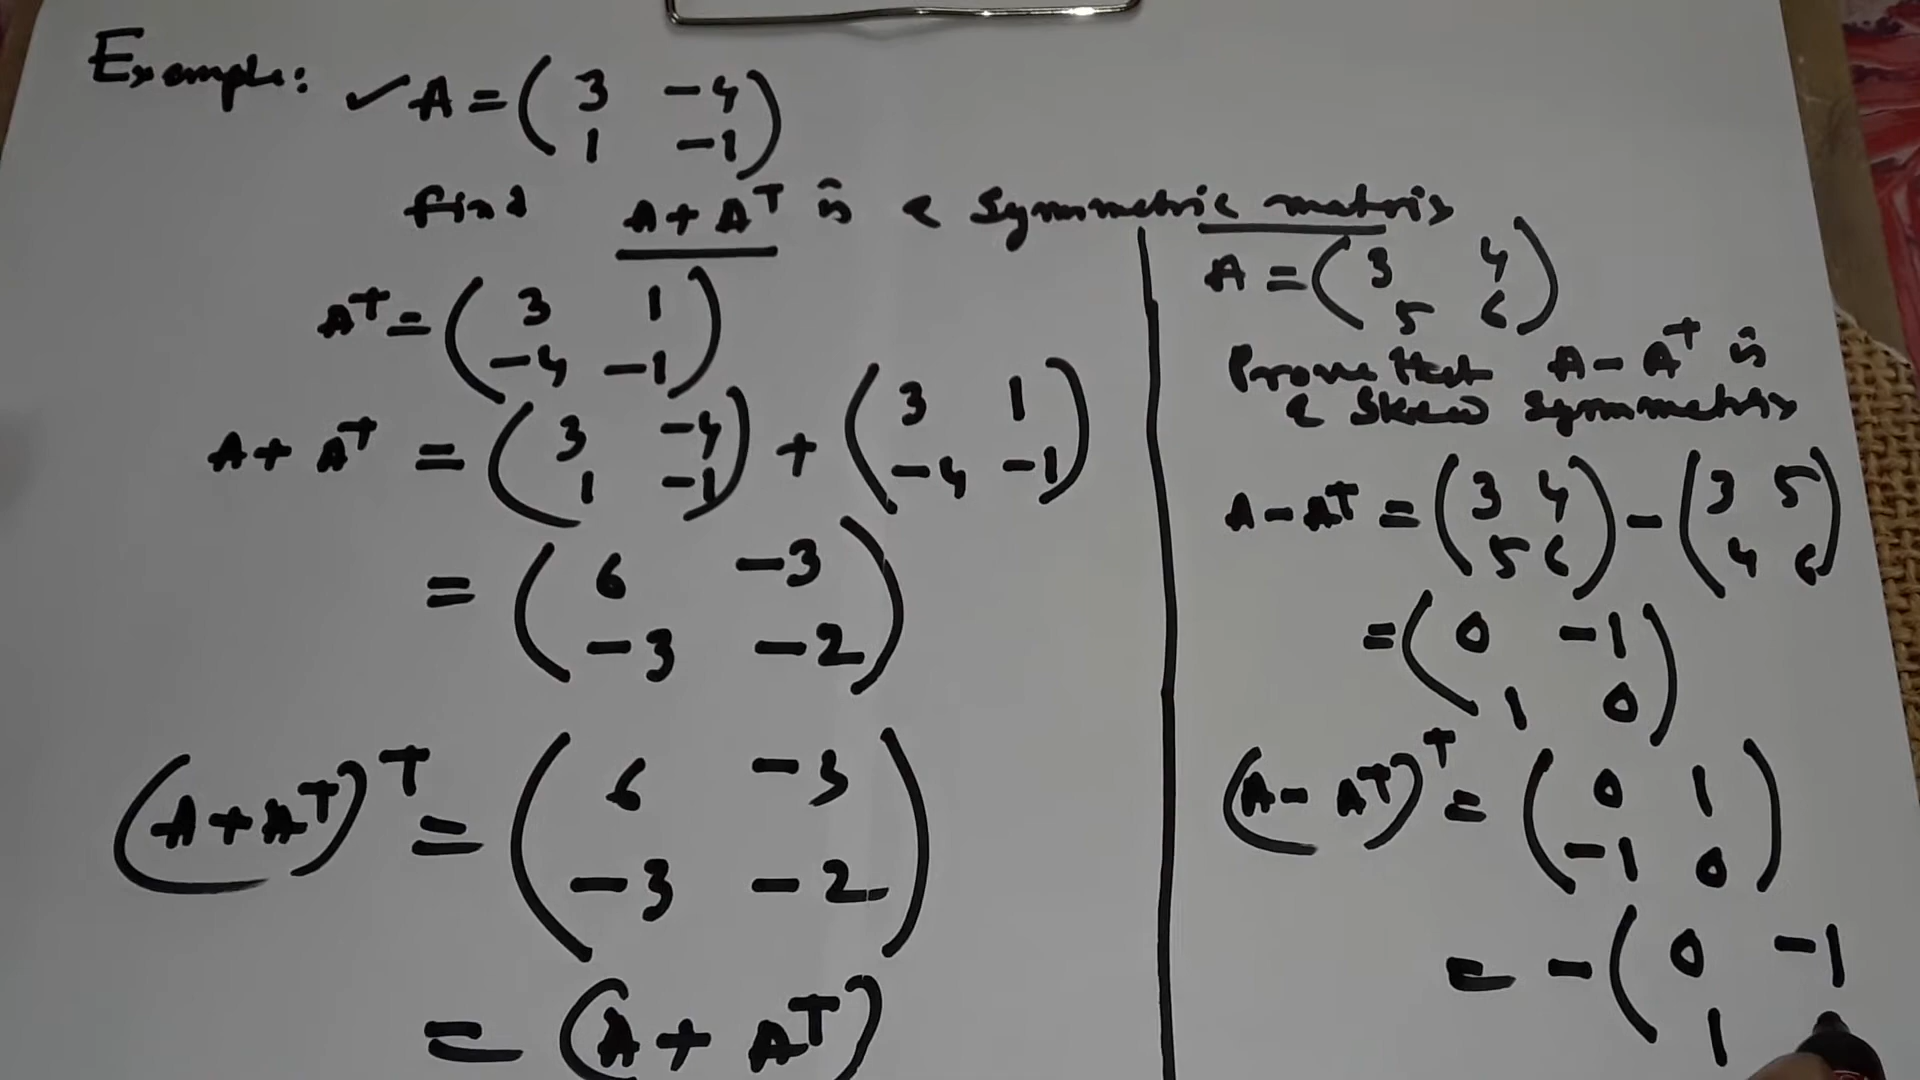 Example: ✓ A = ( 3 -4
1 -1 )
find A + A^T is a symmetric matrix
A^T = ( 3 1
-4 -1 )
A + A^T = ( 3 -4
1 -1 ) + ( 3 1
-4 -1 )
= ( 6 -3
-3 -2 )
(A + A^T)^T = ( 6 -3
-3 -2 )
= (A + A^T)
A = ( 3 4
5 6 )
Prove that A - A^T is
a skew symmetrix
A - A^T = ( 3 4
5 6 ) - ( 3 5
4 6 )
= ( 0 -1
1 0 )
(A - A^T)^T = ( 0 1
-1 0 )
= - ( 0 -1
1